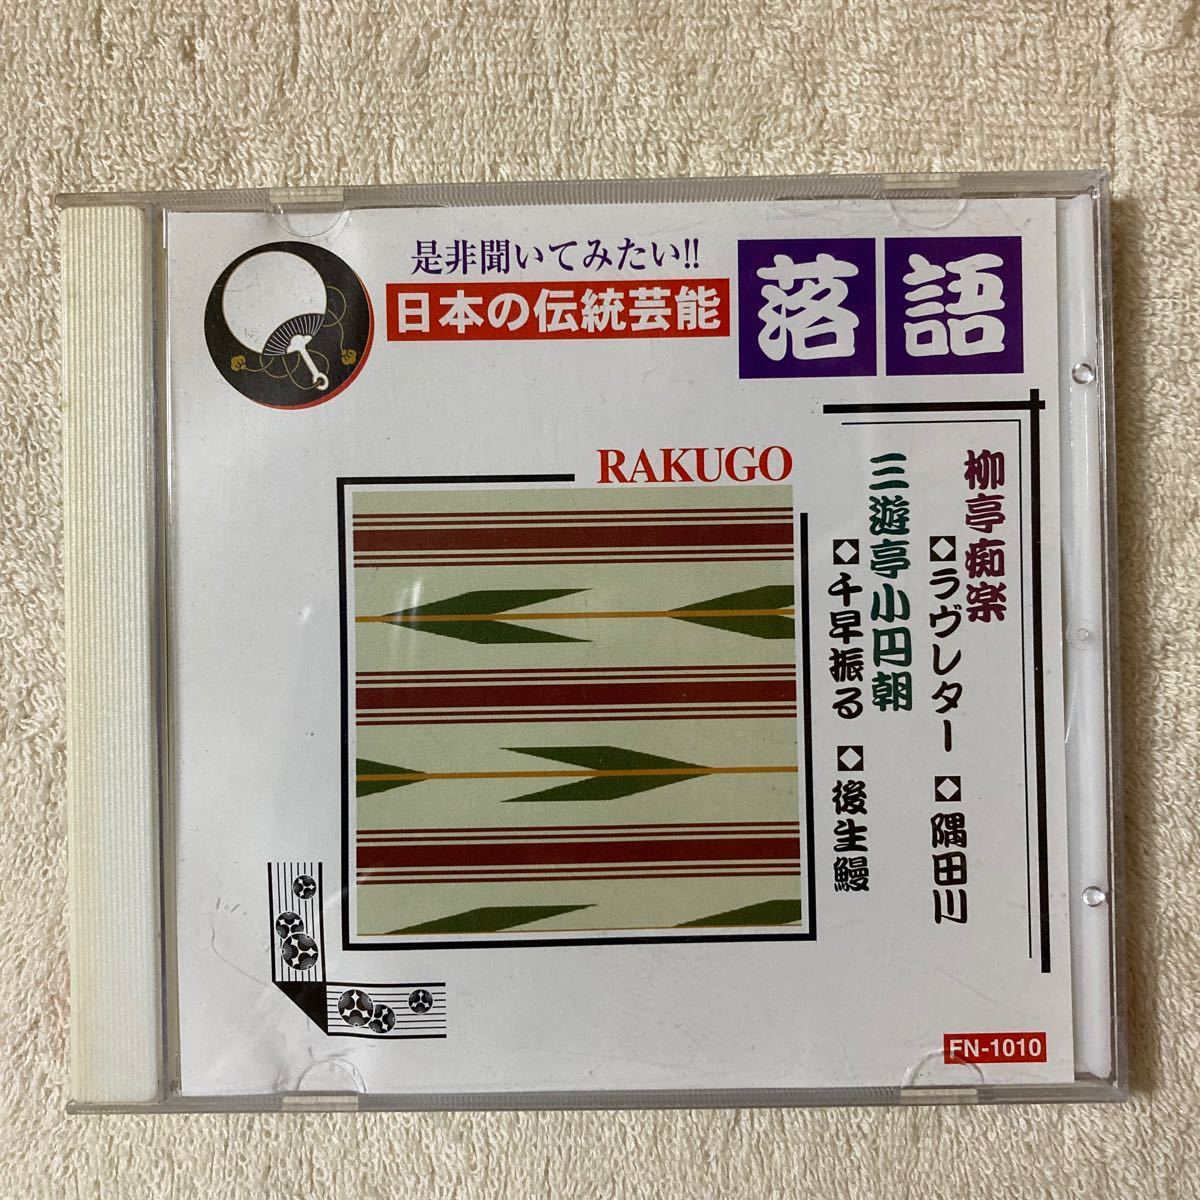 是非聞いてみたい!!
日本の伝統芸能
落語
RAKUGO
柳亭痴楽
◆ラヴレター ◆隅田川
三遊亭小円朝
◆千早振る ◆後生鰻
FN-1010